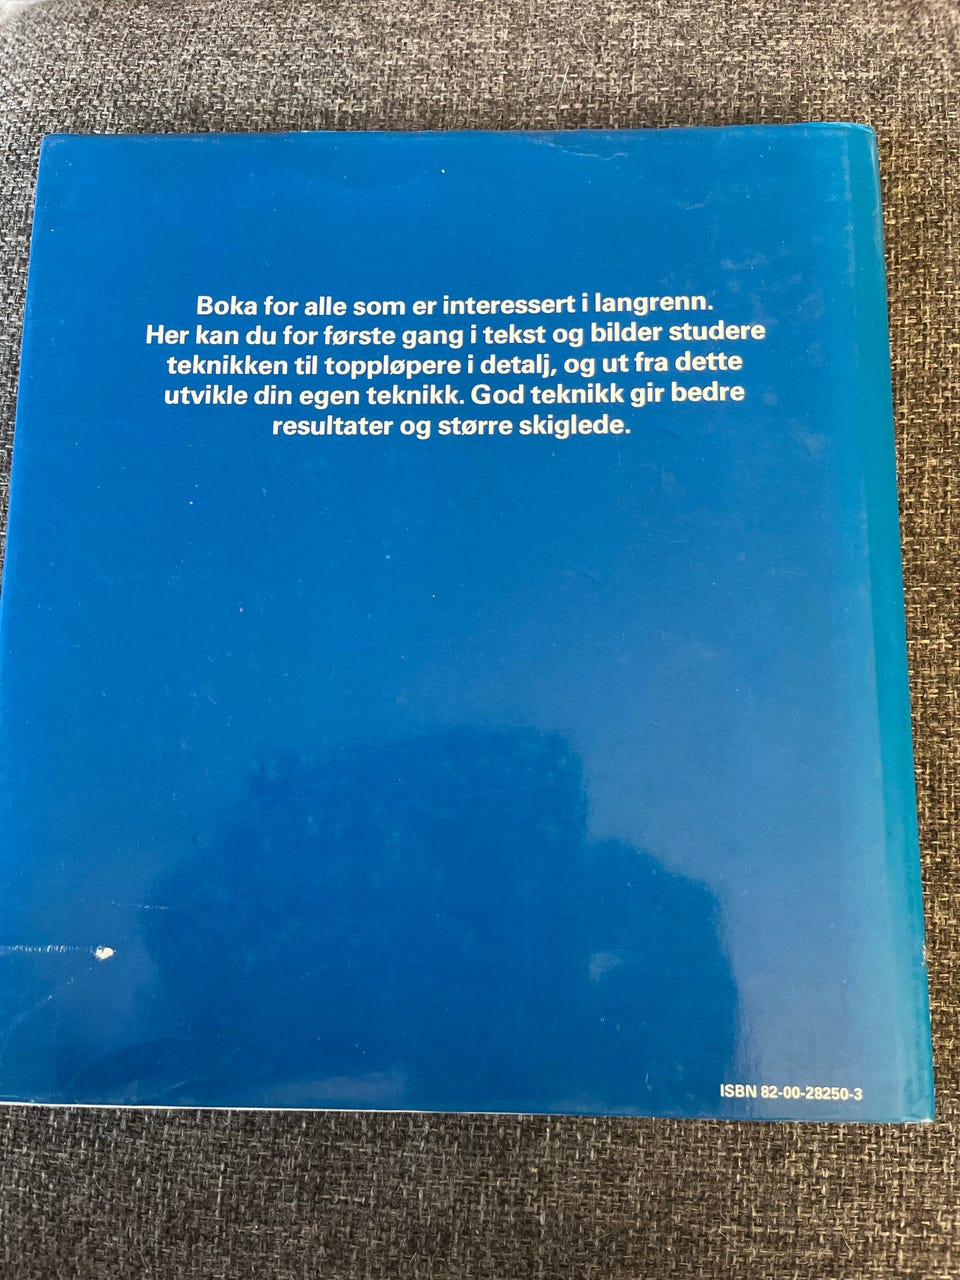 Boka for alle som er interessert i langrenn.
Her kan du for første gang i tekst og bilder studere
teknikken til toppløpere i detalj, og ut fra dette
utvikle din egen teknikk. God teknikk gir bedre
resultater og større skiglede.
ISBN 82-00-28250-3